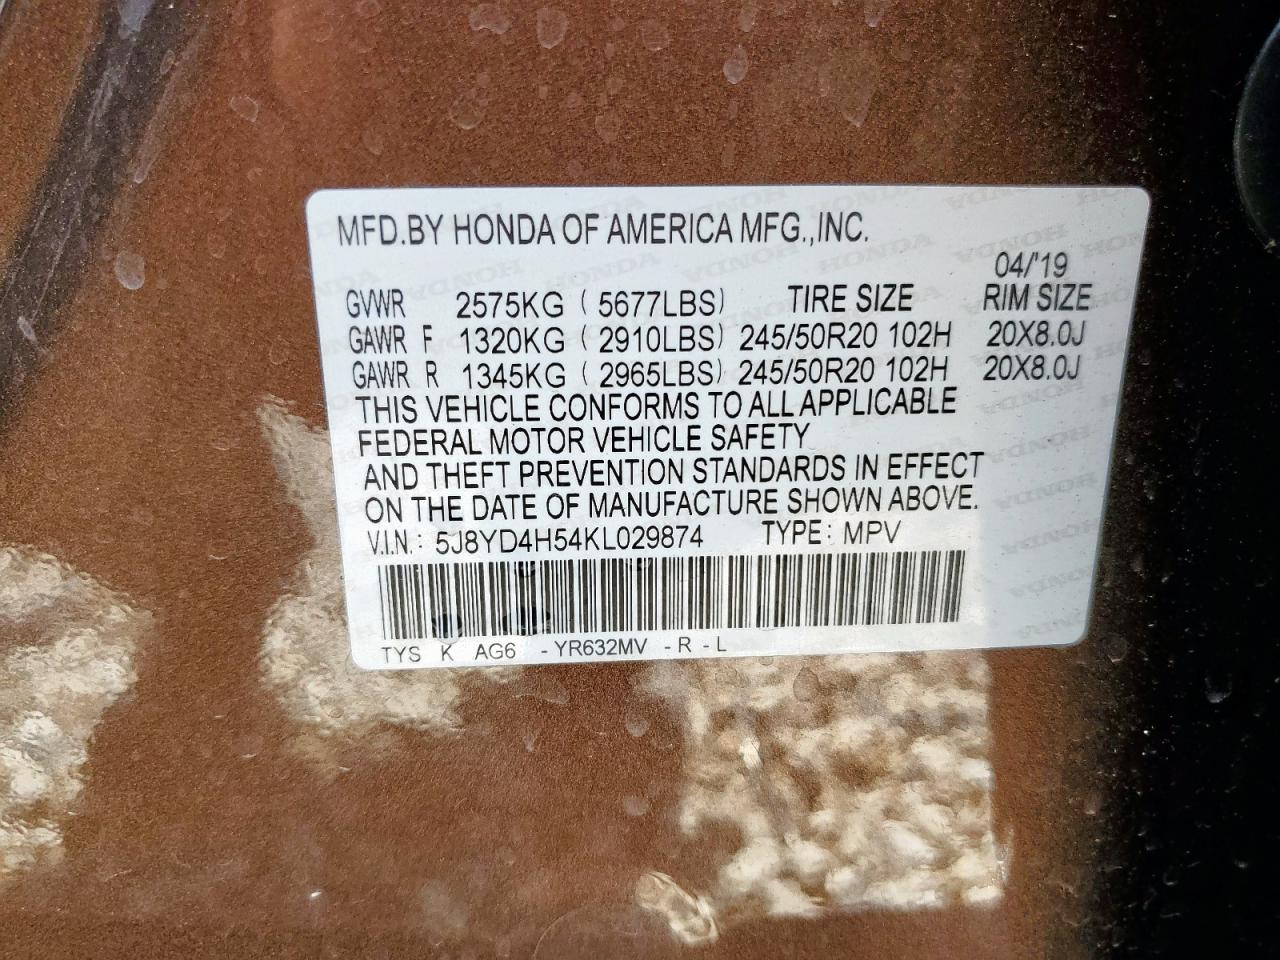 MFD.BY HONDA OF AMERICA MFG.,INC.
04/'19
GVWR 2575KG ( 5677LBS) TIRE SIZE RIM SIZE
GAWR F 1320KG ( 2910LBS) 245/50R20 102H 20X8.0J
GAWR R 1345KG ( 2965LBS) 245/50R20 102H 20X8.0J
THIS VEHICLE CONFORMS TO ALL APPLICABLE
FEDERAL MOTOR VEHICLE SAFETY
AND THEFT PREVENTION STANDARDS IN EFFECT
ON THE DATE OF MANUFACTURE SHOWN ABOVE.
V.I.N.: 5J8YD4H54KL029874 TYPE: MPV
TYS K AG6 - YR632MV - R - L